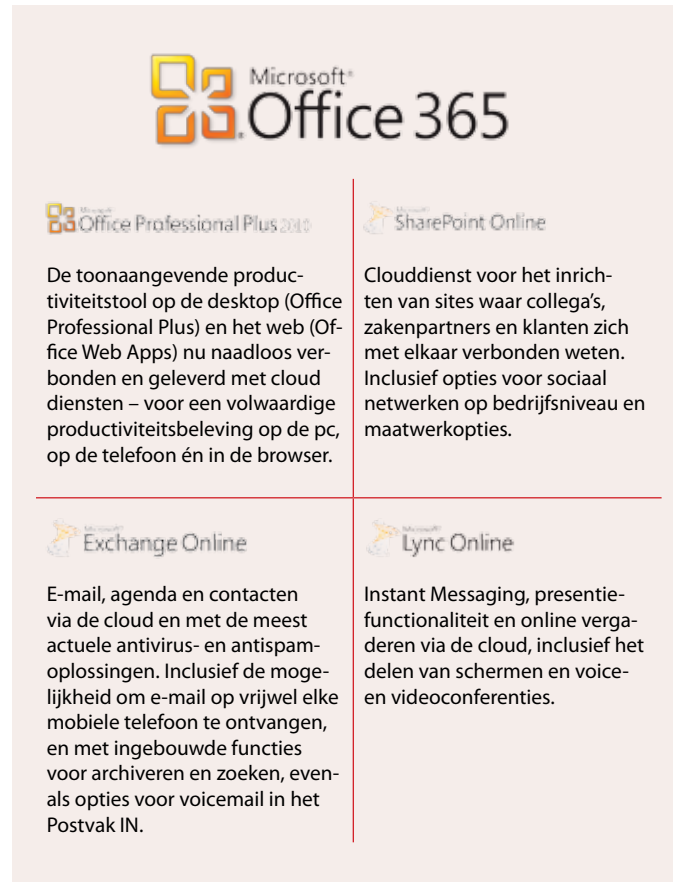 Microsoft®
Office 365
Microsoft®
Office Professional Plus 2010
De toonaangevende produc-
tiviteitstool op de desktop (Office
Professional Plus) en het web (Of-
fice Web Apps) nu naadloos ver-
bonden en geleverd met cloud
diensten – voor een volwaardige
productiviteitsbeleving op de pc,
op de telefoon én in de browser.
SharePoint Online
Clouddienst voor het inrich-
ten van sites waar collega’s,
zakenpartners en klanten zich
met elkaar verbonden weten.
Inclusief opties voor sociaal
netwerken op bedrijfsniveau en
maatwerkopties.
Microsoft®
Exchange Online
E-mail, agenda en contacten
via de cloud en met de meest
actuele antivirus- en antispam-
oplossingen. Inclusief de moge-
lijkheid om e-mail op vrijwel elke
mobiele telefoon te ontvangen,
en met ingebouwde functies
voor archiveren en zoeken, even-
als opties voor voicemail in het
Postvak IN.
Microsoft®
Lync Online
Instant Messaging, presentie-
functionaliteit en online verga-
deren via de cloud, inclusief het
delen van schermen en voice-
en videoconferenties.